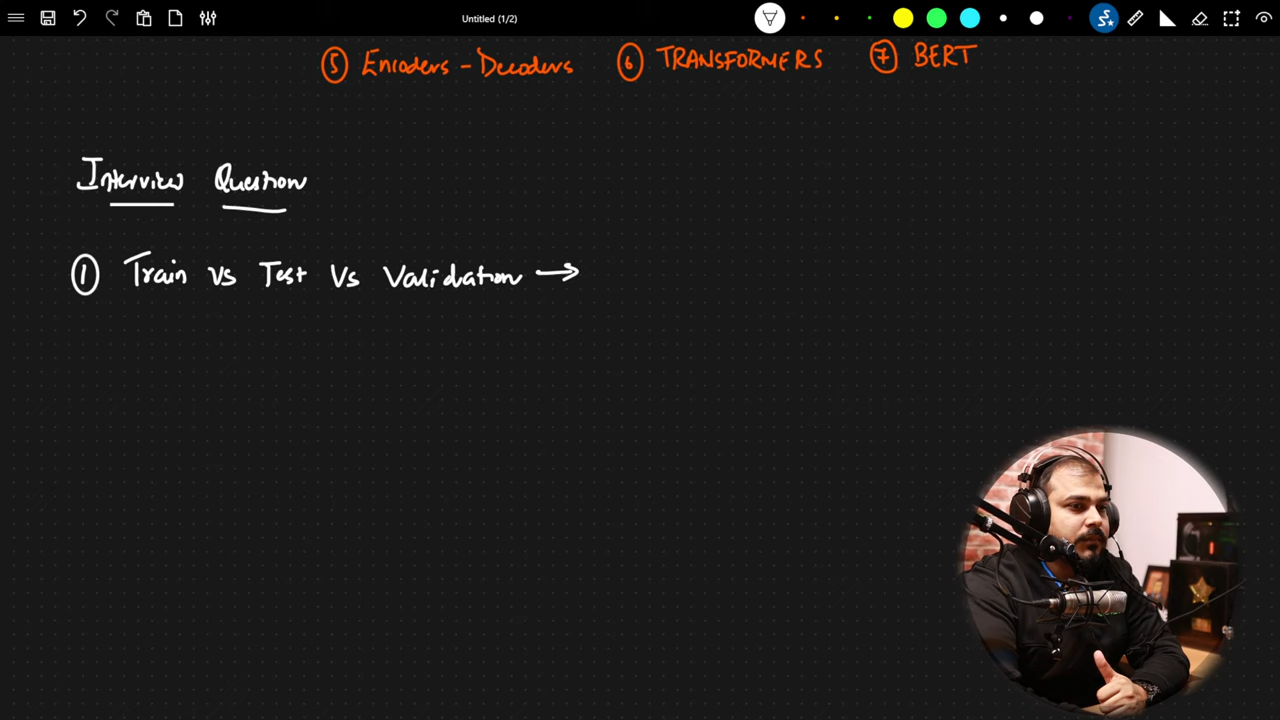 Untitled (1/2)
⑤ Encoders - Decoders ⑥ TRANSFORMERS ⑦ BERT
Interview Question
① Train vs Test Vs Validation →